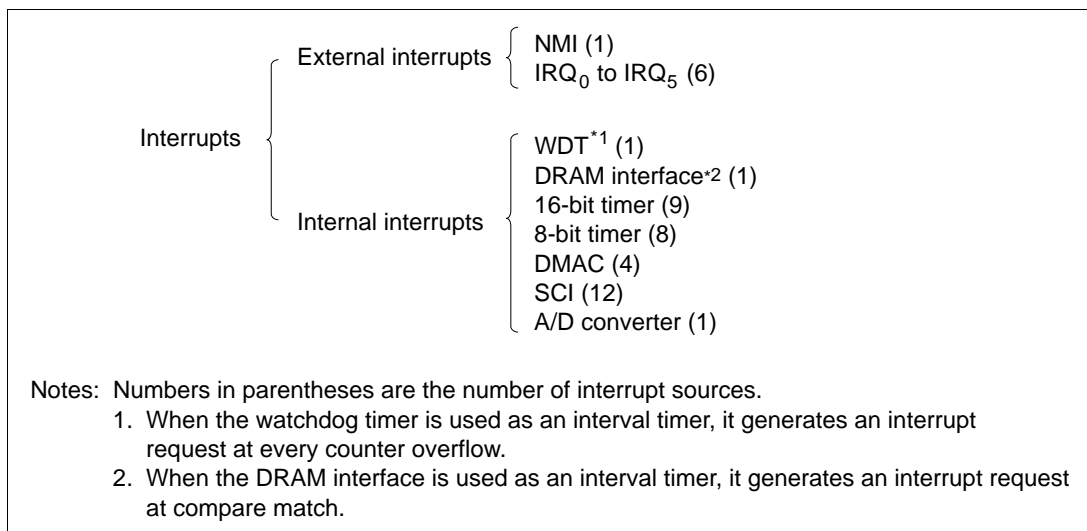 External interrupts
NMI (1)
IRQ0 to IRQ5 (6)
Interrupts
Internal interrupts
WDT*1 (1)
DRAM interface*2 (1)
16-bit timer (9)
8-bit timer (8)
DMAC (4)
SCI (12)
A/D converter (1)
Notes: Numbers in parentheses are the number of interrupt sources.
1. When the watchdog timer is used as an interval timer, it generates an interrupt
request at every counter overflow.
2. When the DRAM interface is used as an interval timer, it generates an interrupt request
at compare match.